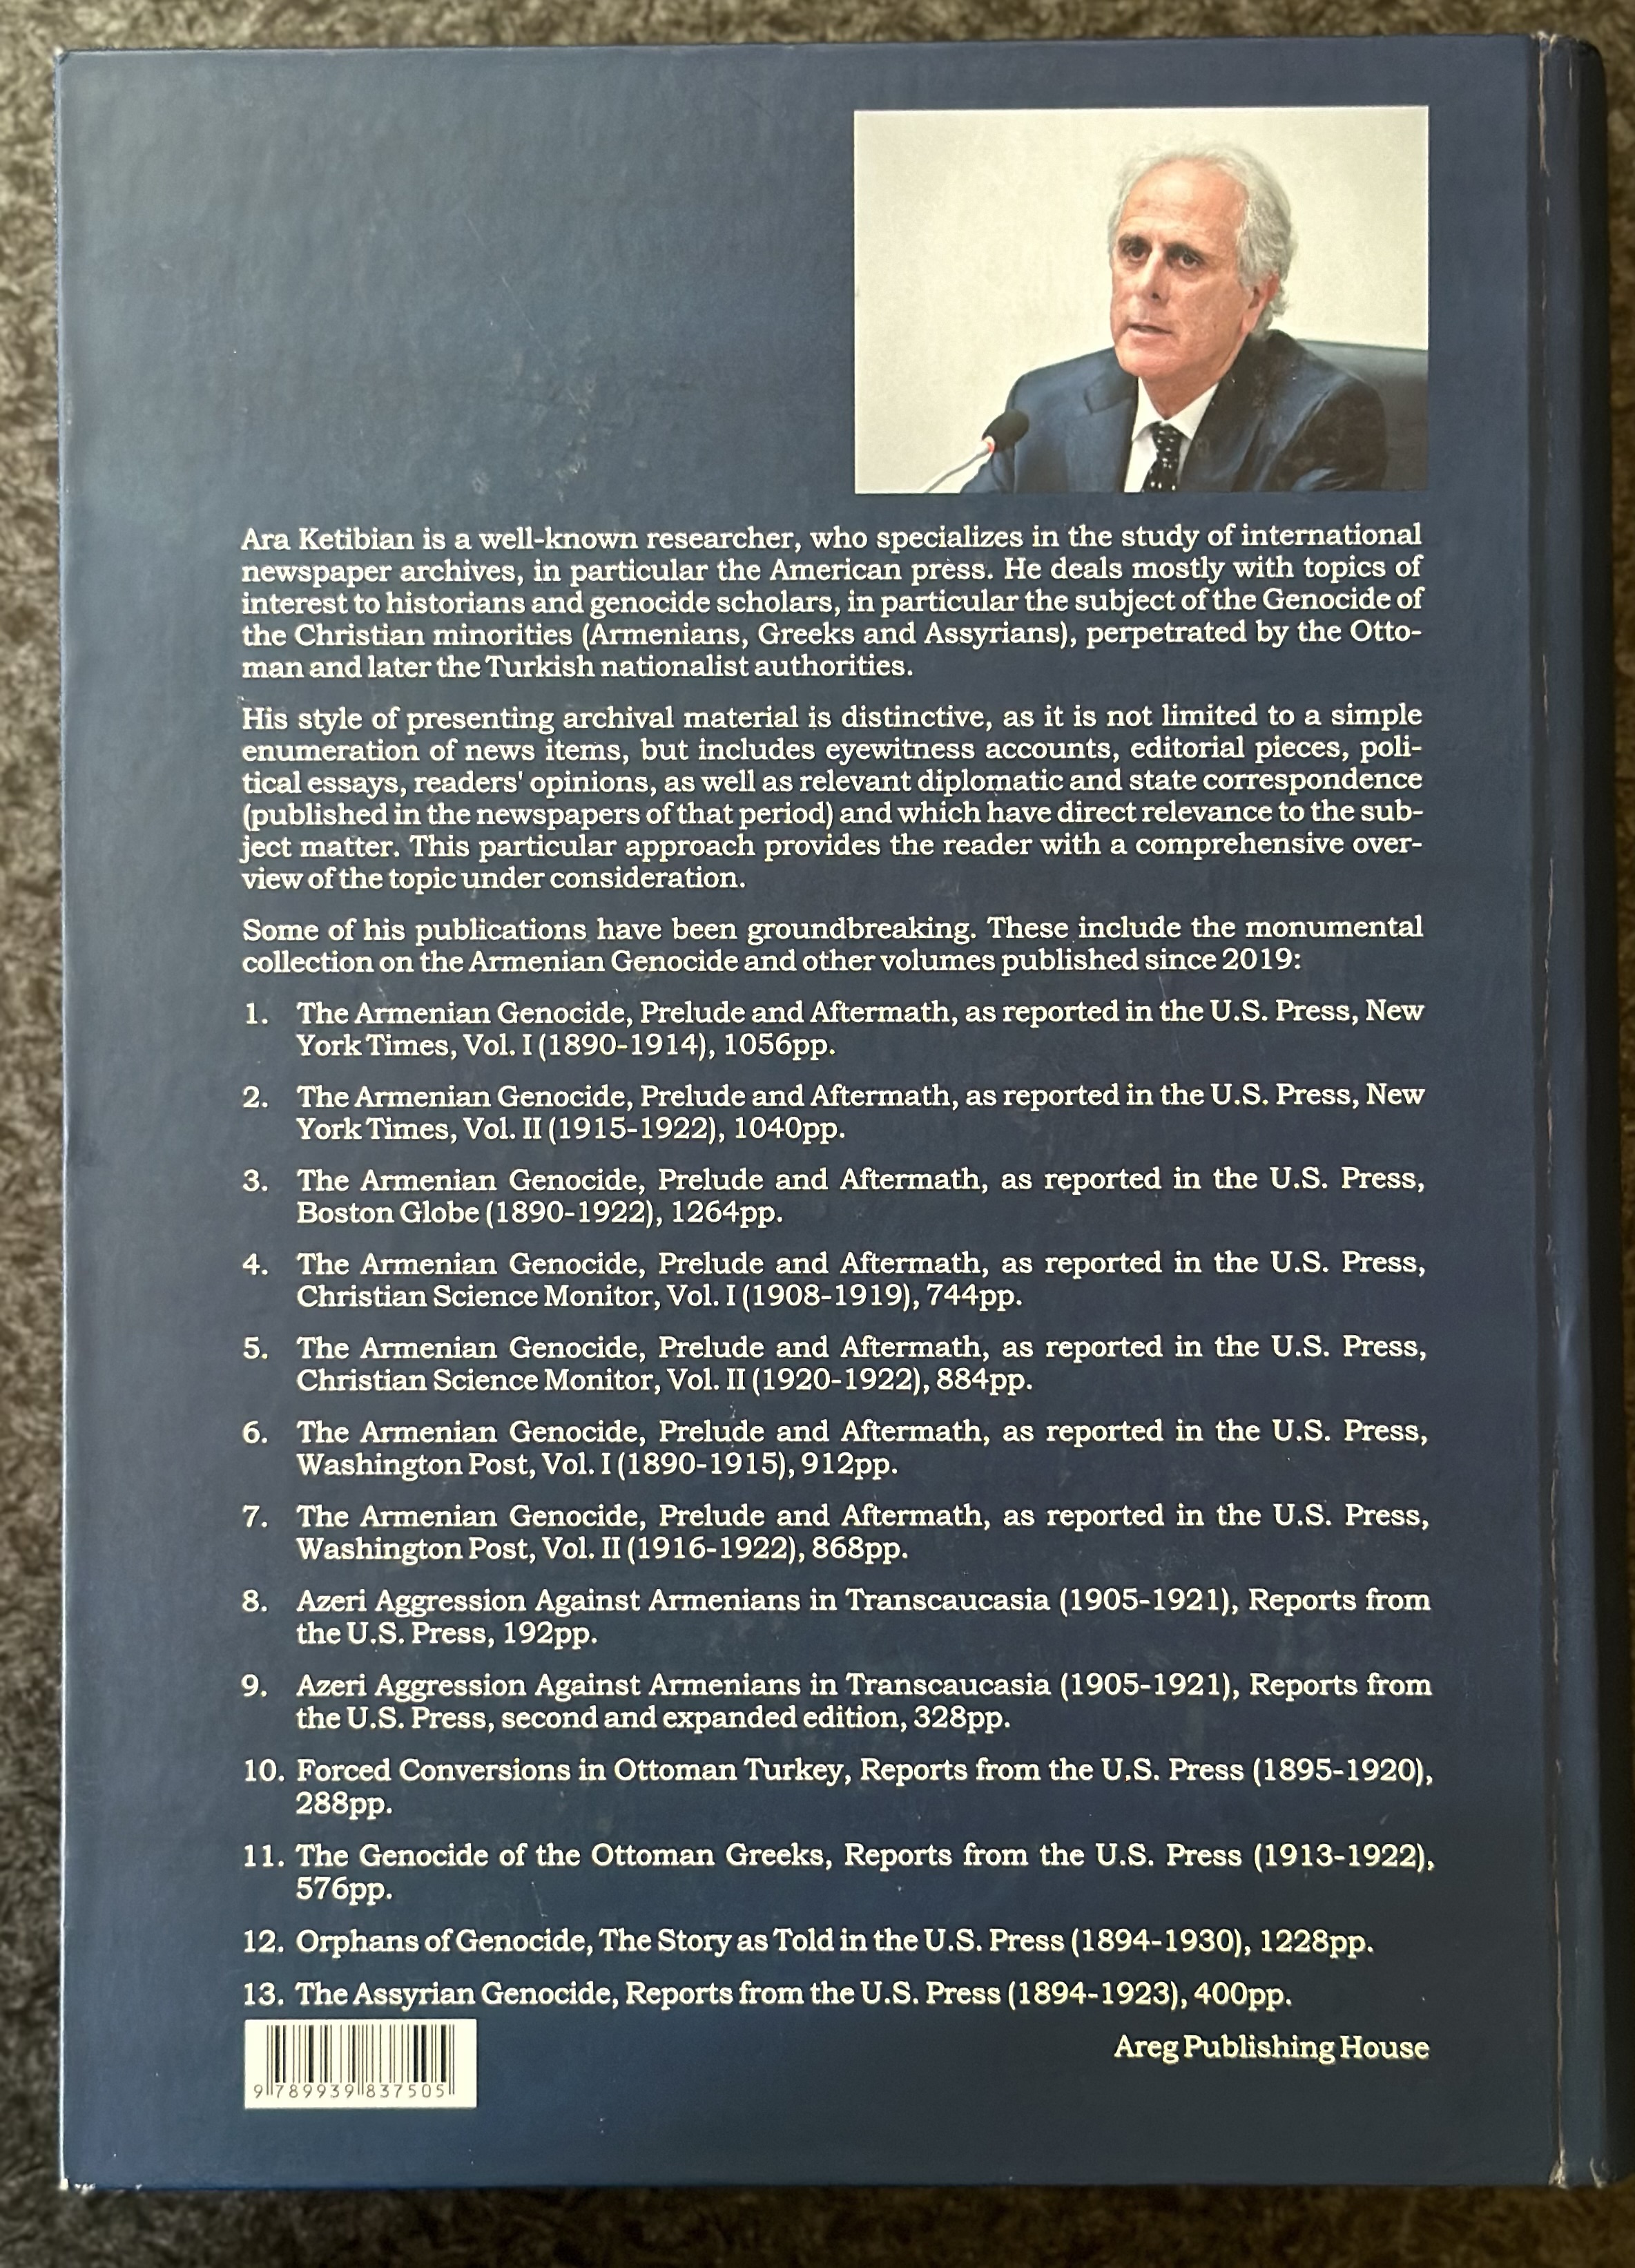 Ara Ketibian is a well-known researcher, who specializes in the study of international
newspaper archives, in particular the American press. He deals mostly with topics of
interest to historians and genocide scholars, in particular the subject of the Genocide of
the Christian minorities (Armenians, Greeks and Assyrians), perpetrated by the Otto-
man and later the Turkish nationalist authorities.
His style of presenting archival material is distinctive, as it is not limited to a simple
enumeration of news items, but includes eyewitness accounts, editorial pieces, poli-
tical essays, readers' opinions, as well as relevant diplomatic and state correspondence
(published in the newspapers of that period) and which have direct relevance to the sub-
ject matter. This particular approach provides the reader with a comprehensive over-
view of the topic under consideration.
Some of his publications have been groundbreaking. These include the monumental
collection on the Armenian Genocide and other volumes published since 2019:
1. The Armenian Genocide, Prelude and Aftermath, as reported in the U.S. Press, New
York Times, Vol. I (1890-1914), 1056pp.
2. The Armenian Genocide, Prelude and Aftermath, as reported in the U.S. Press, New
York Times, Vol. II (1915-1922), 1040pp.
3. The Armenian Genocide, Prelude and Aftermath, as reported in the U.S. Press,
Boston Globe (1890-1922), 1264pp.
4. The Armenian Genocide, Prelude and Aftermath, as reported in the U.S. Press,
Christian Science Monitor, Vol. I (1908-1919), 744pp.
5. The Armenian Genocide, Prelude and Aftermath, as reported in the U.S. Press,
Christian Science Monitor, Vol. II (1920-1922), 884pp.
6. The Armenian Genocide, Prelude and Aftermath, as reported in the U.S. Press,
Washington Post, Vol. I (1890-1915), 912pp.
7. The Armenian Genocide, Prelude and Aftermath, as reported in the U.S. Press,
Washington Post, Vol. II (1916-1922), 868pp.
8. Azeri Aggression Against Armenians in Transcaucasia (1905-1921), Reports from
the U.S. Press, 192pp.
9. Azeri Aggression Against Armenians in Transcaucasia (1905-1921), Reports from
the U.S. Press, second and expanded edition, 328pp.
10. Forced Conversions in Ottoman Turkey, Reports from the U.S. Press (1895-1920),
288pp.
11. The Genocide of the Ottoman Greeks, Reports from the U.S. Press (1913-1922),
576pp.
12. Orphans of Genocide, The Story as Told in the U.S. Press (1894-1930), 1228pp.
13. The Assyrian Genocide, Reports from the U.S. Press (1894-1923), 400pp.
Areg Publishing House
9 789939 837505